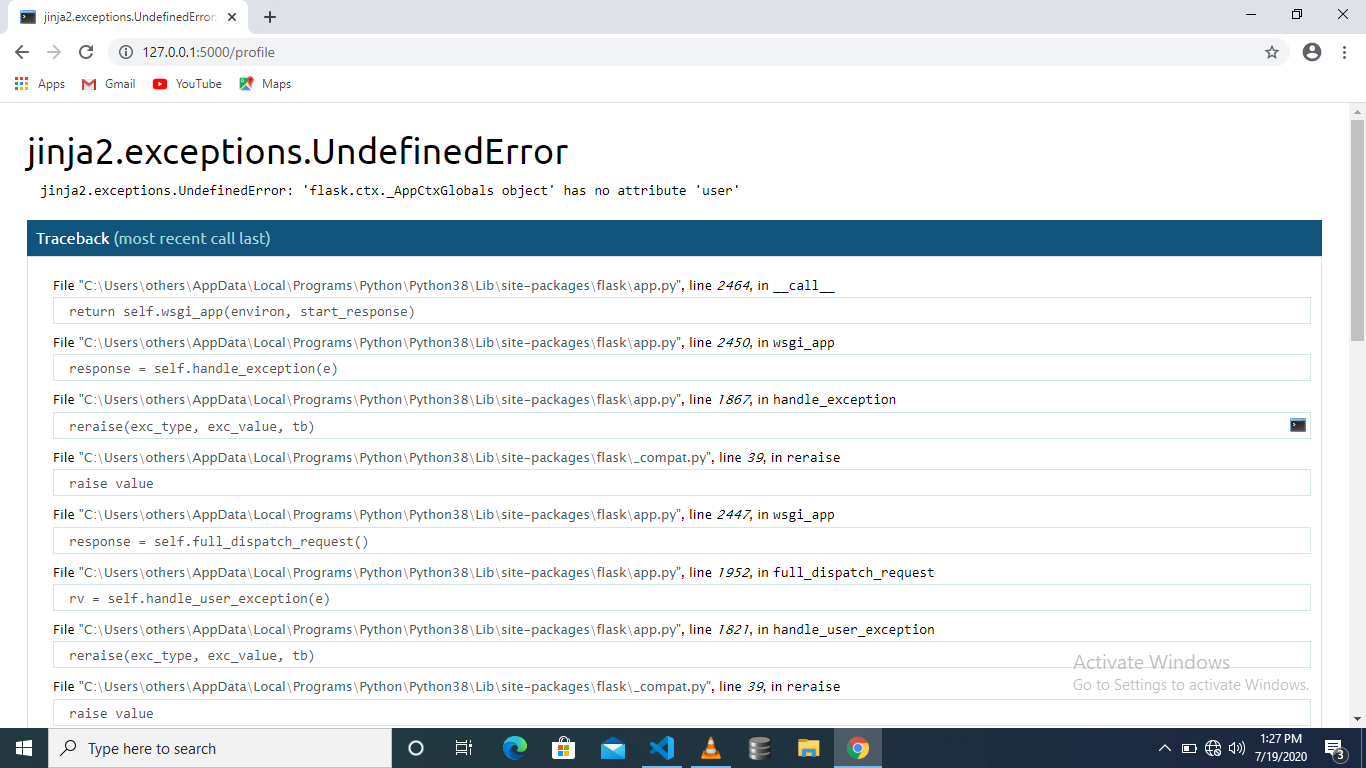 jinja2.exceptions.UndefinedError:
127.0.0.1:5000/profile
Apps Gmail YouTube Maps
jinja2.exceptions.UndefinedError
jinja2.exceptions.UndefinedError: 'flask.ctx._AppCtxGlobals object' has no attribute 'user'
Traceback (most recent call last)
File "C:\Users\others\AppData\Local\Programs\Python\Python38\Lib\site-packages\flask\app.py", line 2464, in __call__
return self.wsgi_app(environ, start_response)
File "C:\Users\others\AppData\Local\Programs\Python\Python38\Lib\site-packages\flask\app.py", line 2450, in wsgi_app
response = self.handle_exception(e)
File "C:\Users\others\AppData\Local\Programs\Python\Python38\Lib\site-packages\flask\app.py", line 1867, in handle_exception
reraise(exc_type, exc_value, tb)
File "C:\Users\others\AppData\Local\Programs\Python\Python38\Lib\site-packages\flask\_compat.py", line 39, in reraise
raise value
File "C:\Users\others\AppData\Local\Programs\Python\Python38\Lib\site-packages\flask\app.py", line 2447, in wsgi_app
response = self.full_dispatch_request()
File "C:\Users\others\AppData\Local\Programs\Python\Python38\Lib\site-packages\flask\app.py", line 1952, in full_dispatch_request
rv = self.handle_user_exception(e)
File "C:\Users\others\AppData\Local\Programs\Python\Python38\Lib\site-packages\flask\app.py", line 1821, in handle_user_exception
reraise(exc_type, exc_value, tb)
File "C:\Users\others\AppData\Local\Programs\Python\Python38\Lib\site-packages\flask\_compat.py", line 39, in reraise
raise value
Activate Windows
Go to Settings to activate Windows.
Type here to search
1:27 PM
7/19/2020
3